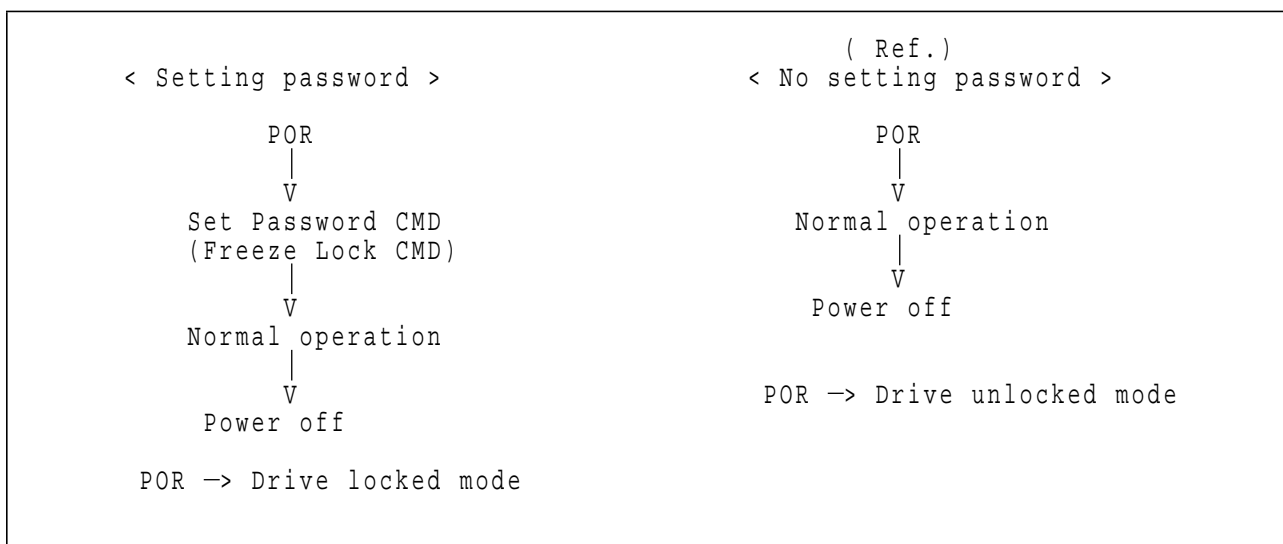 < Setting password >
POR
V
Set Password CMD
(Freeze Lock CMD)
V
Normal operation
V
Power off
POR —> Drive locked mode
( Ref.)
< No setting password >
POR
V
Normal operation
V
Power off
POR —> Drive unlocked mode